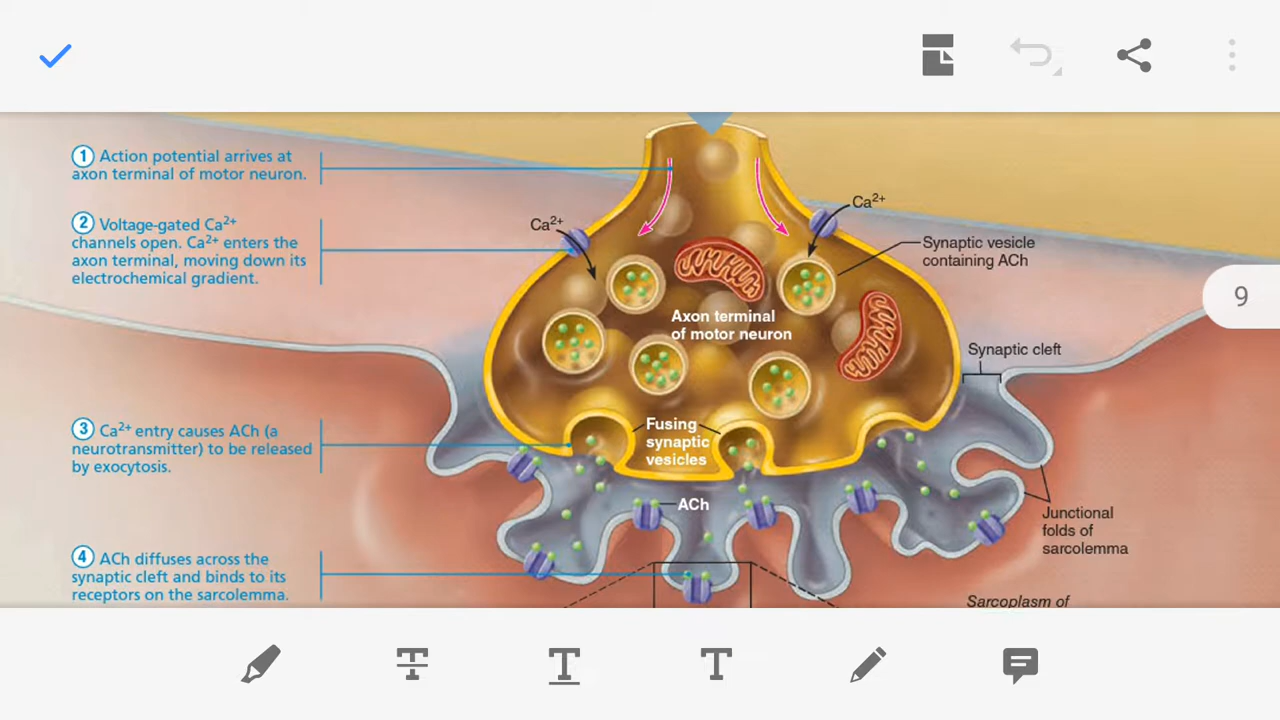 ① Action potential arrives at
axon terminal of motor neuron.
② Voltage-gated Ca²⁺
channels open. Ca²⁺ enters the
axon terminal, moving down its
electrochemical gradient.
Ca²⁺
Ca²⁺
Synaptic vesicle
containing ACh
9
Axon terminal
of motor neuron
Synaptic cleft
③ Ca²⁺ entry causes ACh (a
neurotransmitter) to be released
by exocytosis.
Fusing
synaptic
vesicles
ACh
Junctional
folds of
sarcolemma
④ ACh diffuses across the
synaptic cleft and binds to its
receptors on the sarcolemma.
Sarcoplasm of
T
T
T